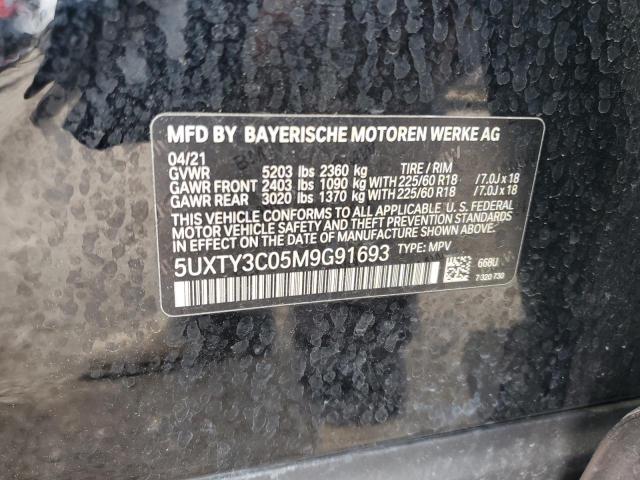 MFD BY BAYERISCHE MOTOREN WERKE AG
04/21
GVWR 5203 lbs 2360 kg TIRE / RIM
GAWR FRONT 2403 lbs 1090 kg WITH 225/60 R18 /7.0J x 18
GAWR REAR 3020 lbs 1370 kg WITH 225/60 R18 /7.0J x 18
THIS VEHICLE CONFORMS TO ALL APPLICABLE U. S. FEDERAL
MOTOR VEHICLE SAFETY AND THEFT PREVENTION STANDARDS
IN EFFECT ON THE DATE OF MANUFACTURE SHOWN ABOVE.
5UXTY3C05M9G91693 TYPE: MPV
668U
7 320 730